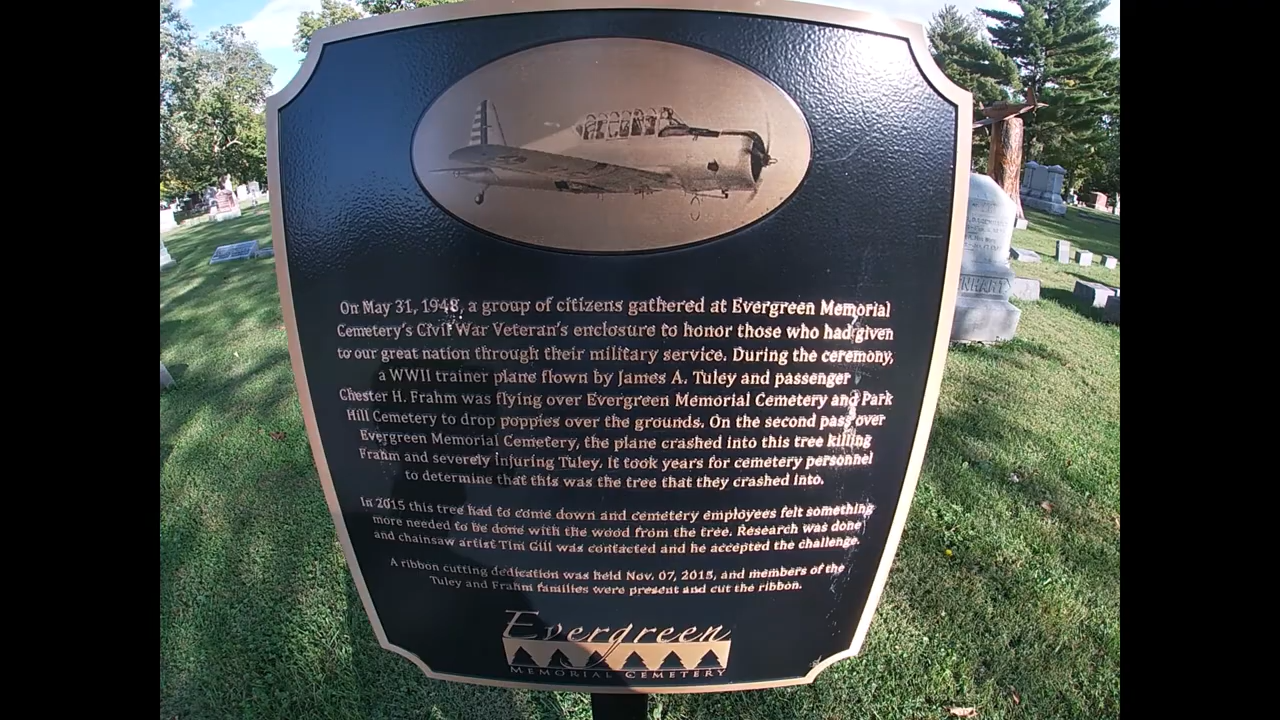 On May 31, 1948, a group of citizens gathered at Evergreen Memorial
Cemetery's Civil War Veteran's enclosure to honor those who had given
to our great nation through their military service. During the ceremony,
a WWII trainer plane flown by James A. Tuley and passenger
Chester H. Frahm was flying over Evergreen Memorial Cemetery and Park
Hill Cemetery to drop poppies over the grounds. On the second pass over
Evergreen Memorial Cemetery, the plane crashed into this tree killing
Frahm and severely injuring Tuley. It took years for cemetery personnel
to determine that this was the tree that they crashed into.
In 2015 this tree had to come down and cemetery employees felt something
more needed to be done with the wood from the tree. Research was done
and chainsaw artist Tim Gill was contacted and he accepted the challenge.
A ribbon cutting dedication was held Nov. 07, 2015, and members of the
Tuley and Frahm families were present and cut the ribbon.
Evergreen
MEMORIAL CEMETERY